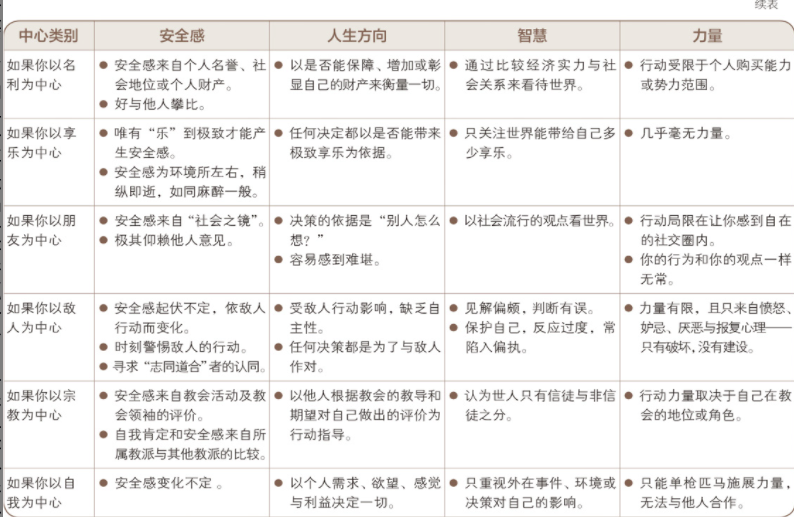 续表
中心类别 安全感 人生方向 智慧 力量
如果你以名
利为中心
● 安全感来自个人名誉、社
会地位或个人财产。
● 好与他人攀比。
● 以是否能保障、增加或彰
显自己的财产来衡量一切。
● 通过比较经济实力与社
会关系来看待世界。
● 行动受限于个人购买能力
或势力范围。
如果你以享
乐为中心
● 唯有“乐”到极致才能产
生安全感。
● 安全感为环境所左右，稍
纵即逝，如同麻醉一般。
● 任何决定都以是否能带来
极致享乐为依据。
● 只关注世界能带给自己多
少享乐。
● 几乎毫无力量。
如果你以朋
友为中心
● 安全感来自“社会之镜”。
● 极其仰赖他人意见。
● 决策的依据是“别人怎么
想？”
● 容易感到难堪。
● 以社会流行的观点看世界。
● 行动局限在让你感到自在
的社交圈内。
● 你的行为和你的观点一样
无常。
如果你以敌
人为中心
● 安全感起伏不定，依敌人
行动而变化。
● 时刻警惕敌人的行动。
● 寻求“志同道合”者的认同。
● 受敌人行动影响，缺乏自
主性。
● 任何决策都是为了与敌人
作对。
● 见解偏颇，判断有误。
● 保护自己，反应过度，常
陷入偏执。
● 力量有限，且只来自愤怒、
妒忌、厌恶与报复心理——
只有破坏，没有建设。
如果你以宗
教为中心
● 安全感来自教会活动及教
会领袖的评价。
● 自我肯定和安全感来自所
属教派与其他教派的比较。
● 以他人根据教会的教导和
期望对自己做出的评价为
行动指导。
● 认为世人只有信徒与非信
徒之分。
● 行动力量取决于自己在教
会的地位或角色。
如果你以自
我为中心
● 安全感变化不定 。
● 以个人需求、欲望、感觉
与利益决定一切。
● 只重视外在事件、环境或
决策对自己的影响。
● 只能单枪匹马施展力量，
无法与他人合作。